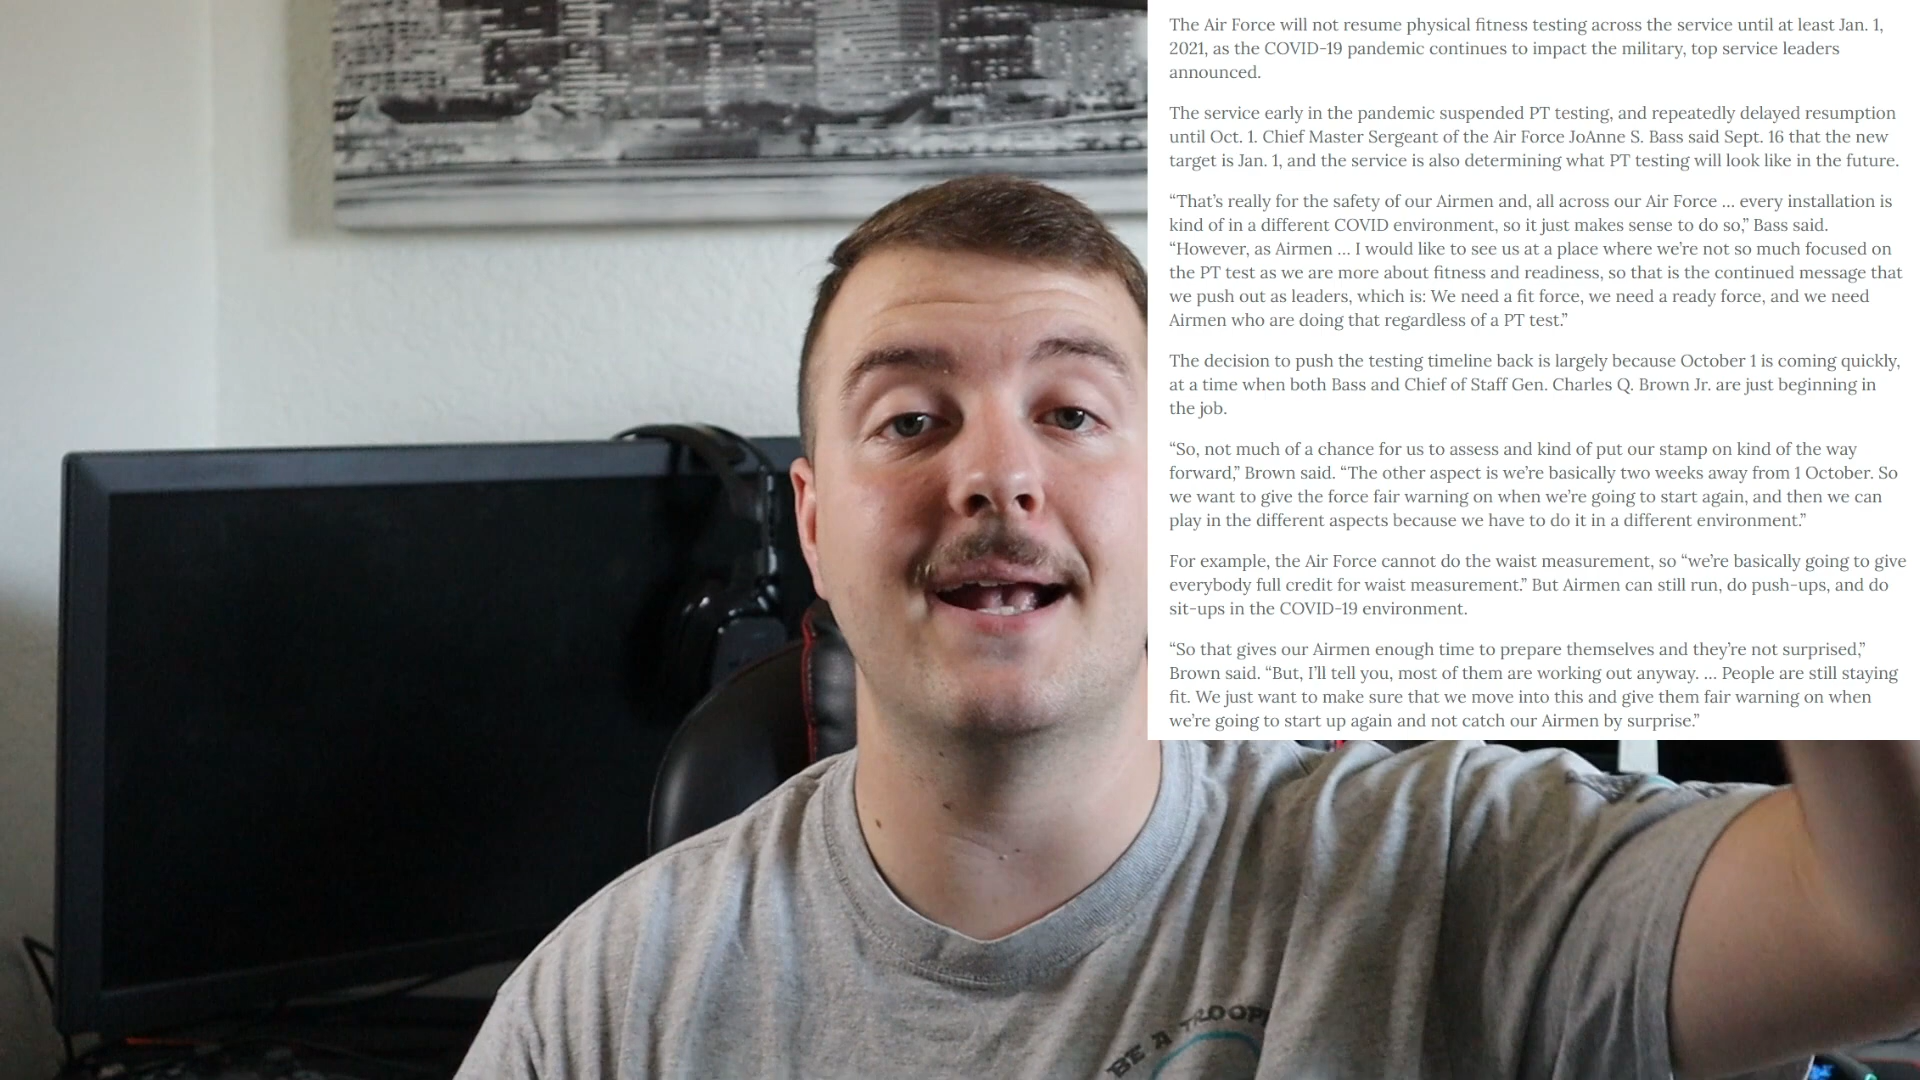 The Air Force will not resume physical fitness testing across the service until at least Jan. 1,
2021, as the COVID-19 pandemic continues to impact the military, top service leaders
announced.
The service early in the pandemic suspended PT testing, and repeatedly delayed resumption
until Oct. 1. Chief Master Sergeant of the Air Force JoAnne S. Bass said Sept. 16 that the new
target is Jan. 1, and the service is also determining what PT testing will look like in the future.
“That’s really for the safety of our Airmen and, all across our Air Force … every installation is
kind of in a different COVID environment, so it just makes sense to do so,” Bass said.
“However, as Airmen … I would like to see us at a place where we’re not so much focused on
the PT test as we are more about fitness and readiness, so that is the continued message that
we push out as leaders, which is: We need a fit force, we need a ready force, and we need
Airmen who are doing that regardless of a PT test.”
The decision to push the testing timeline back is largely because October 1 is coming quickly,
at a time when both Bass and Chief of Staff Gen. Charles Q. Brown Jr. are just beginning in
the job.
“So, not much of a chance for us to assess and kind of put our stamp on kind of the way
forward,” Brown said. “The other aspect is we’re basically two weeks away from 1 October. So
we want to give the force fair warning on when we’re going to start again, and then we can
play in the different aspects because we have to do it in a different environment.”
For example, the Air Force cannot do the waist measurement, so “we’re basically going to give
everybody full credit for waist measurement.” But Airmen can still run, do push-ups, and do
sit-ups in the COVID-19 environment.
“So that gives our Airmen enough time to prepare themselves and they’re not surprised,”
Brown said. “But, I’ll tell you, most of them are working out anyway. … People are still staying
fit. We just want to make sure that we move into this and give them fair warning on when
we’re going to start up again and not catch our Airmen by surprise.”
BE A